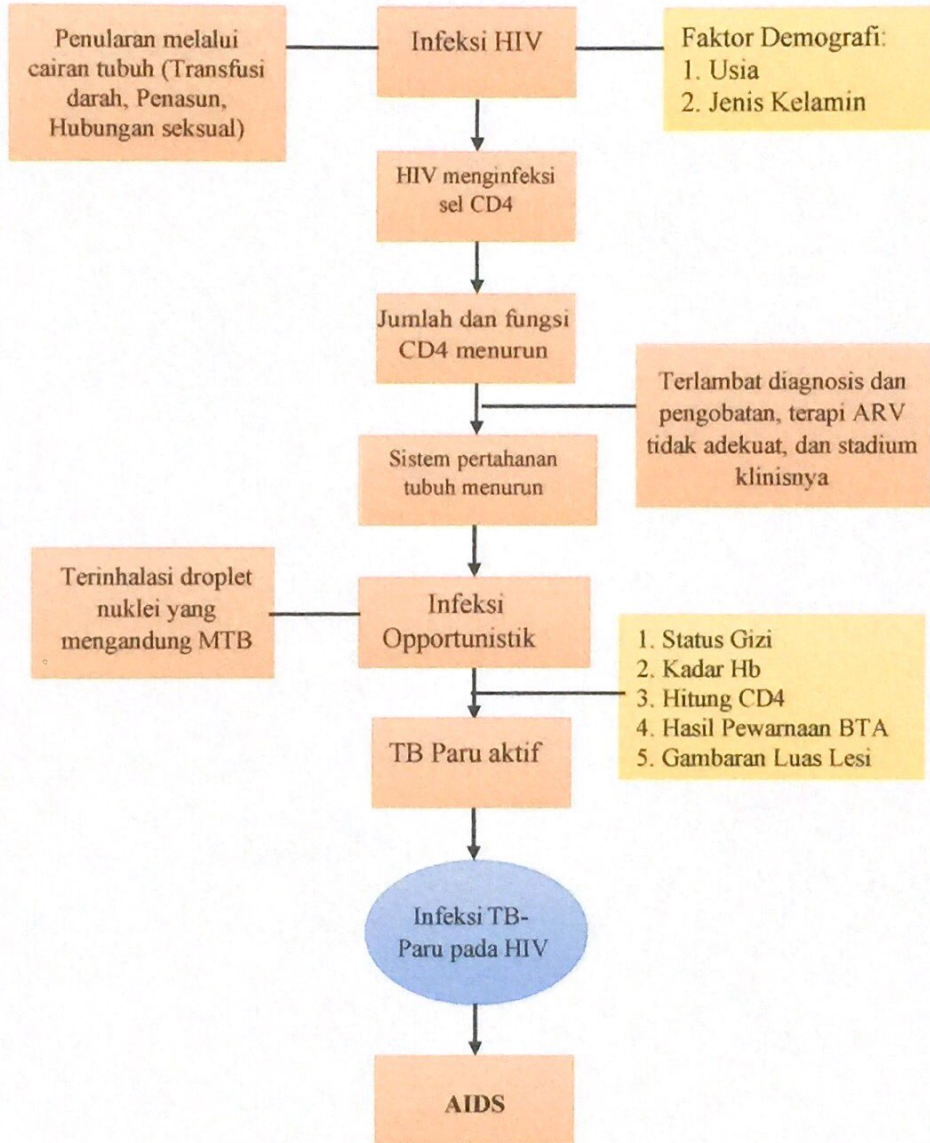 Penularan melalui
cairan tubuh (Transfusi
darah, Penasun,
Hubungan seksual)
Infeksi HIV
Faktor Demografi:
1. Usia
2. Jenis Kelamin
HIV menginfeksi
sel CD4
Jumlah dan fungsi
CD4 menurun
Terlambat diagnosis dan
pengobatan, terapi ARV
tidak adekuat, dan stadium
klinisnya
Sistem pertahanan
tubuh menurun
Terinhalasi droplet
nuklei yang
mengandung MTB
Infeksi
Opportunistik
1. Status Gizi
2. Kadar Hb
3. Hitung CD4
4. Hasil Pewarnaan BTA
5. Gambaran Luas Lesi
TB Paru aktif
Infeksi TB-
Paru pada HIV
AIDS